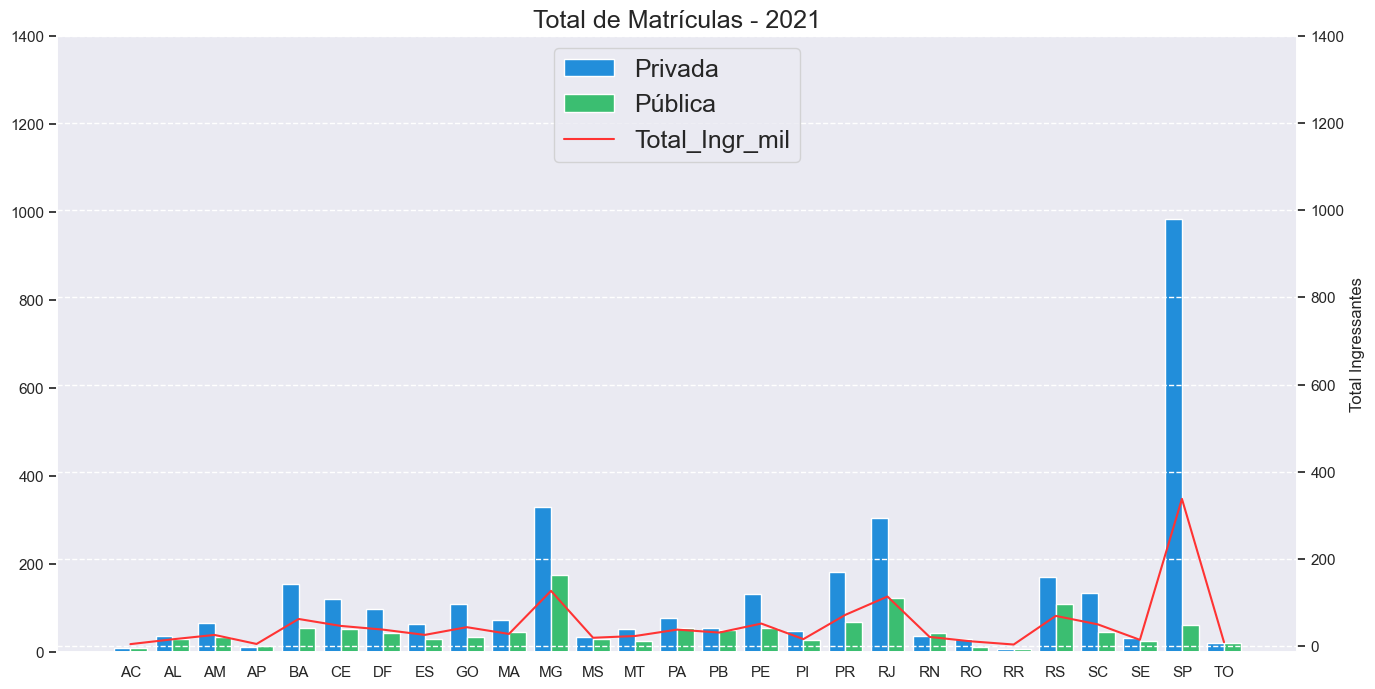 Total de Matrículas - 2021
Privada
Pública
Total_Ingr_mil
1400
1200
1000
800
600
400
200
0
1400
1200
1000
800
600
400
200
0
Total Ingressantes
AC AL AM AP BA CE DF ES GO MA MG MS MT PA PB PE PI PR RJ RN RO RR RS SC SE SP TO